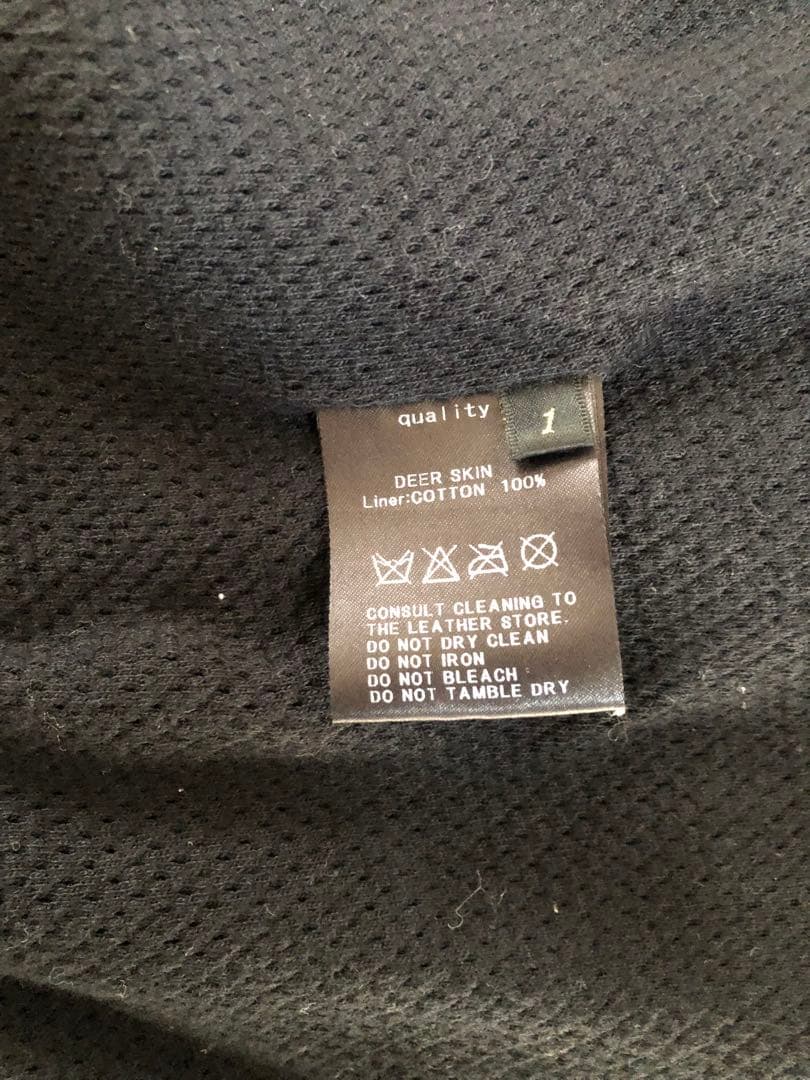 quality
1
DEER SKIN
Liner:COTTON 100%
CONSULT CLEANING TO
THE LEATHER STORE.
DO NOT DRY CLEAN
DO NOT IRON
DO NOT BLEACH
DO NOT TAMBLE DRY